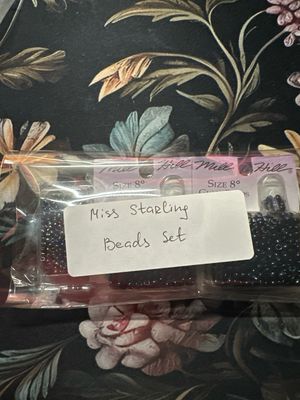 Mill Hill Mill Hill
SIZE 8° SIZE 8°
Miss Starling
Beads Set